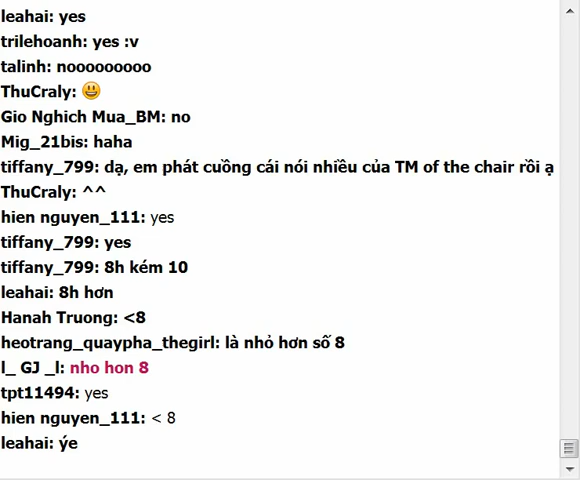 leahai: yes
trilehoanh: yes :v
talinh: nooooooooo
ThuCraly: 😃
Gio Nghich Mua_BM: no
Mig_21bis: haha
tiffany_799: dạ, em phát cuồng cái nói nhiều của TM of the chair rồi ạ
ThuCraly: ^^
hien nguyen_111: yes
tiffany_799: yes
tiffany_799: 8h kém 10
leahai: 8h hơn
Hanah Truong: <8
heotrang_quaypha_thegirl: là nhỏ hơn số 8
l_ GJ _l: nho hon 8
tpt11494: yes
hien nguyen_111: < 8
leahai: ýe